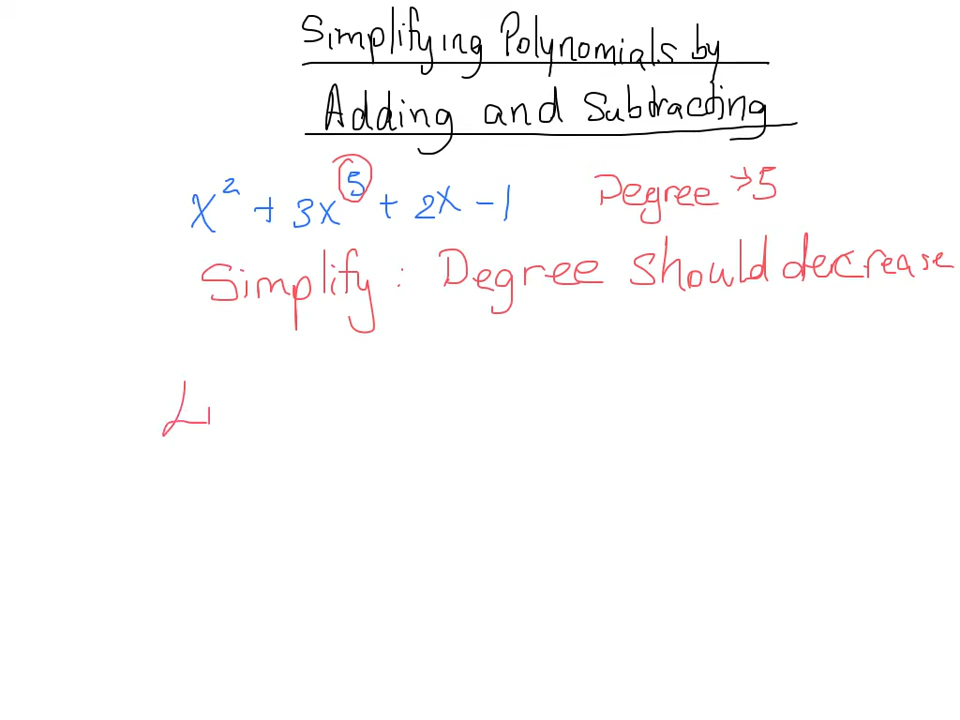 Simplifying Polynomials by
Adding and Subtracting
x² + 3x⁵ + 2x - 1 Degree → 5
Simplify: Degree should decrease